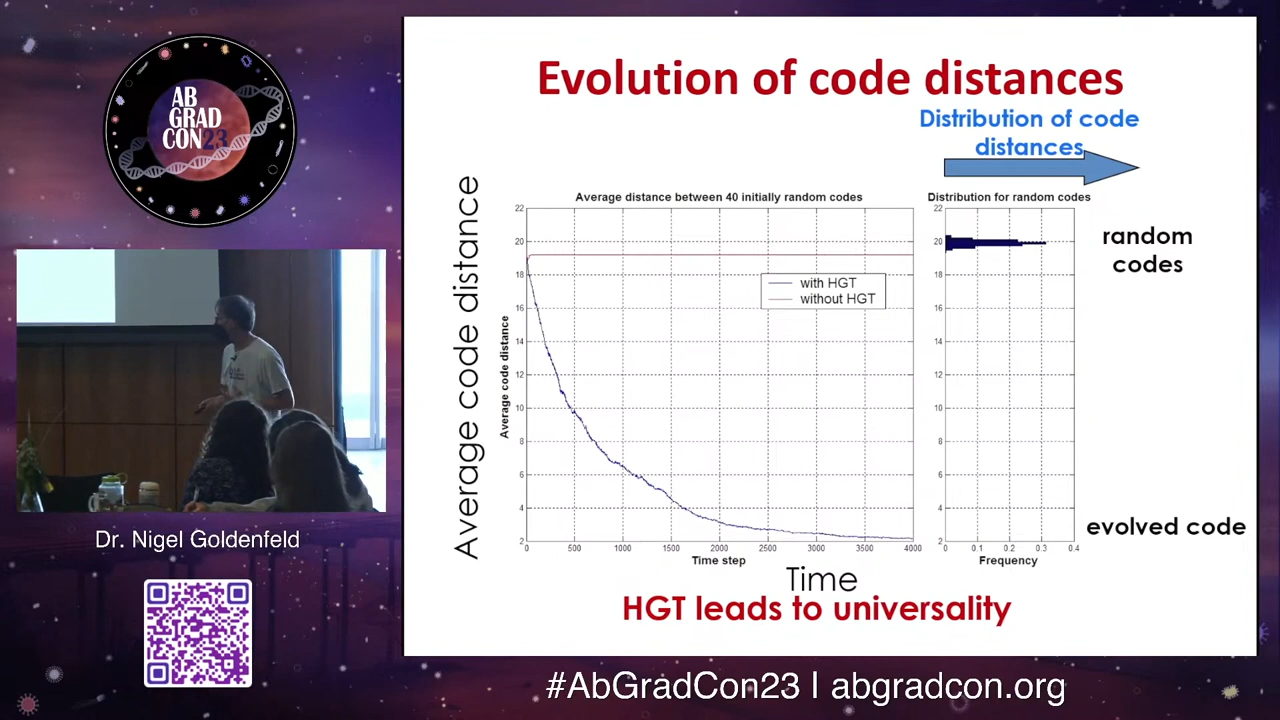 AB
GRAD
CON23
Evolution of code distances
Distribution of code
distances
Average distance between 40 initially random codes
Distribution for random codes
Average code distance
Average code distance
22
20
18
16
14
12
10
8
6
4
2
0
500
1000
1500
2000
2500
3000
3500
4000
Time step
with HGT
without HGT
22
20
18
16
14
12
10
8
6
4
2
0
0.1
0.2
0.3
0.4
Frequency
random
codes
evolved code
Time
HGT leads to universality
Dr. Nigel Goldenfeld
#AbGradCon23 I abgradcon.org